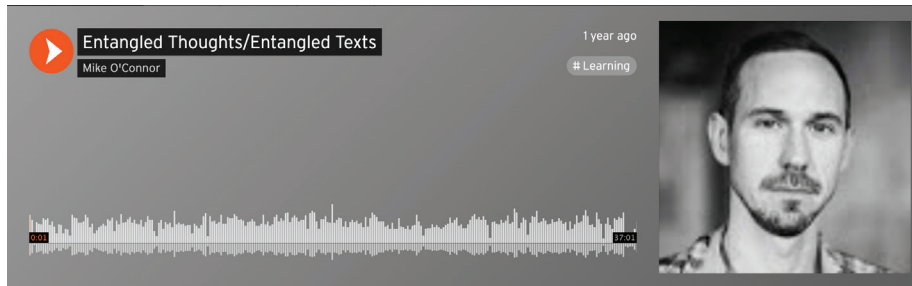 Entangled Thoughts/Entangled Texts
Mike O'Connor
1 year ago
# Learning
0:01
37:01